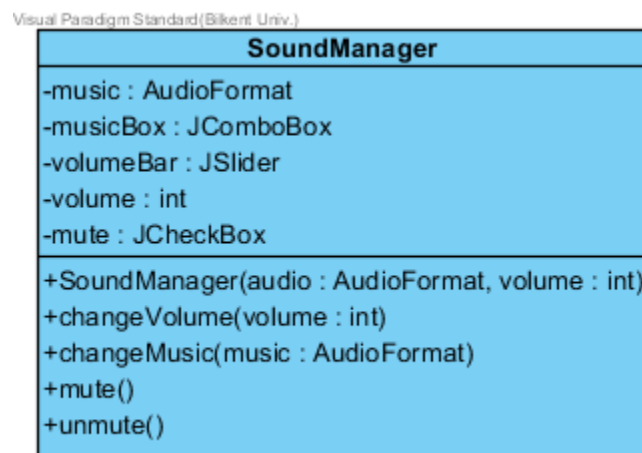 Visual Paradigm Standard(Bilkent Univ.)
SoundManager
-music : AudioFormat
-musicBox : JComboBox
-volumeBar : JSlider
-volume : int
-mute : JCheckBox
+SoundManager(audio : AudioFormat, volume : int)
+changeVolume(volume : int)
+changeMusic(music : AudioFormat)
+mute()
+unmute()